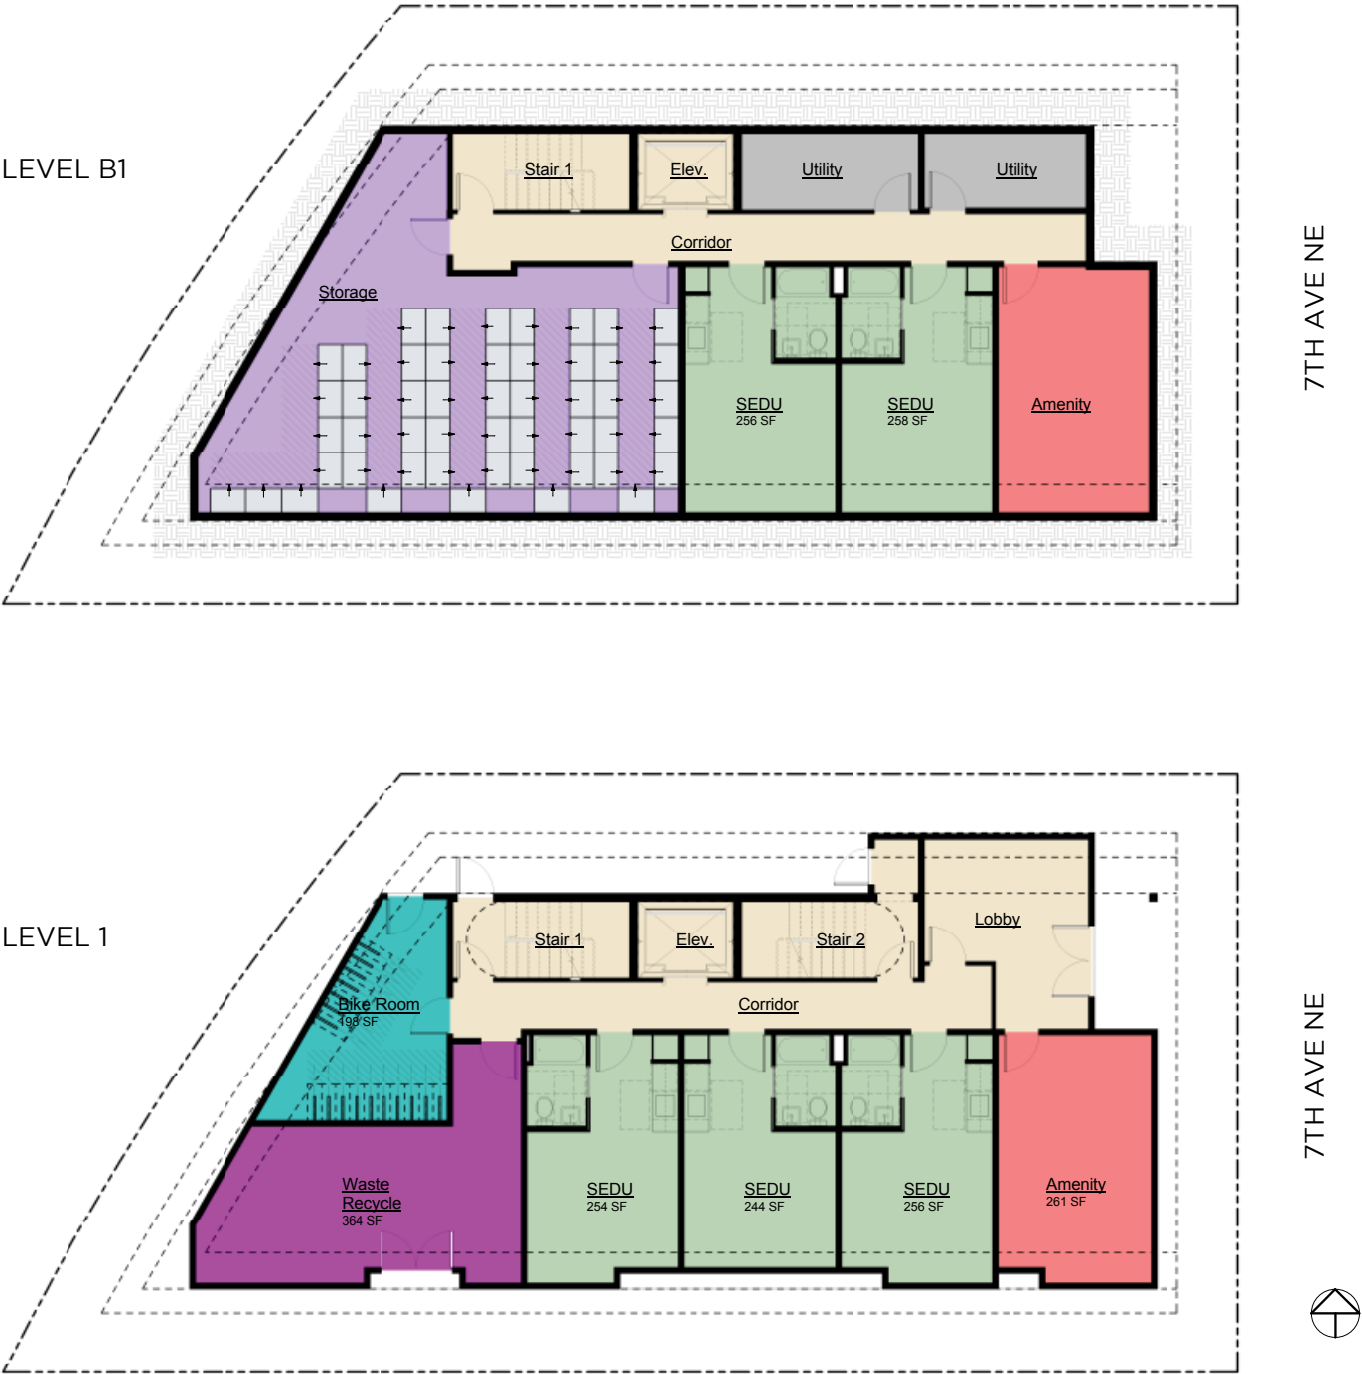 LEVEL B1
Stair 1
Elev.
Utility
Utility
Corridor
Storage
SEDU
256 SF
SEDU
258 SF
Amenity
7TH AVE NE
LEVEL 1
Stair 1
Elev.
Stair 2
Lobby
Bike Room
198 SF
Corridor
Waste
Recycle
364 SF
SEDU
254 SF
SEDU
244 SF
SEDU
256 SF
Amenity
261 SF
7TH AVE NE